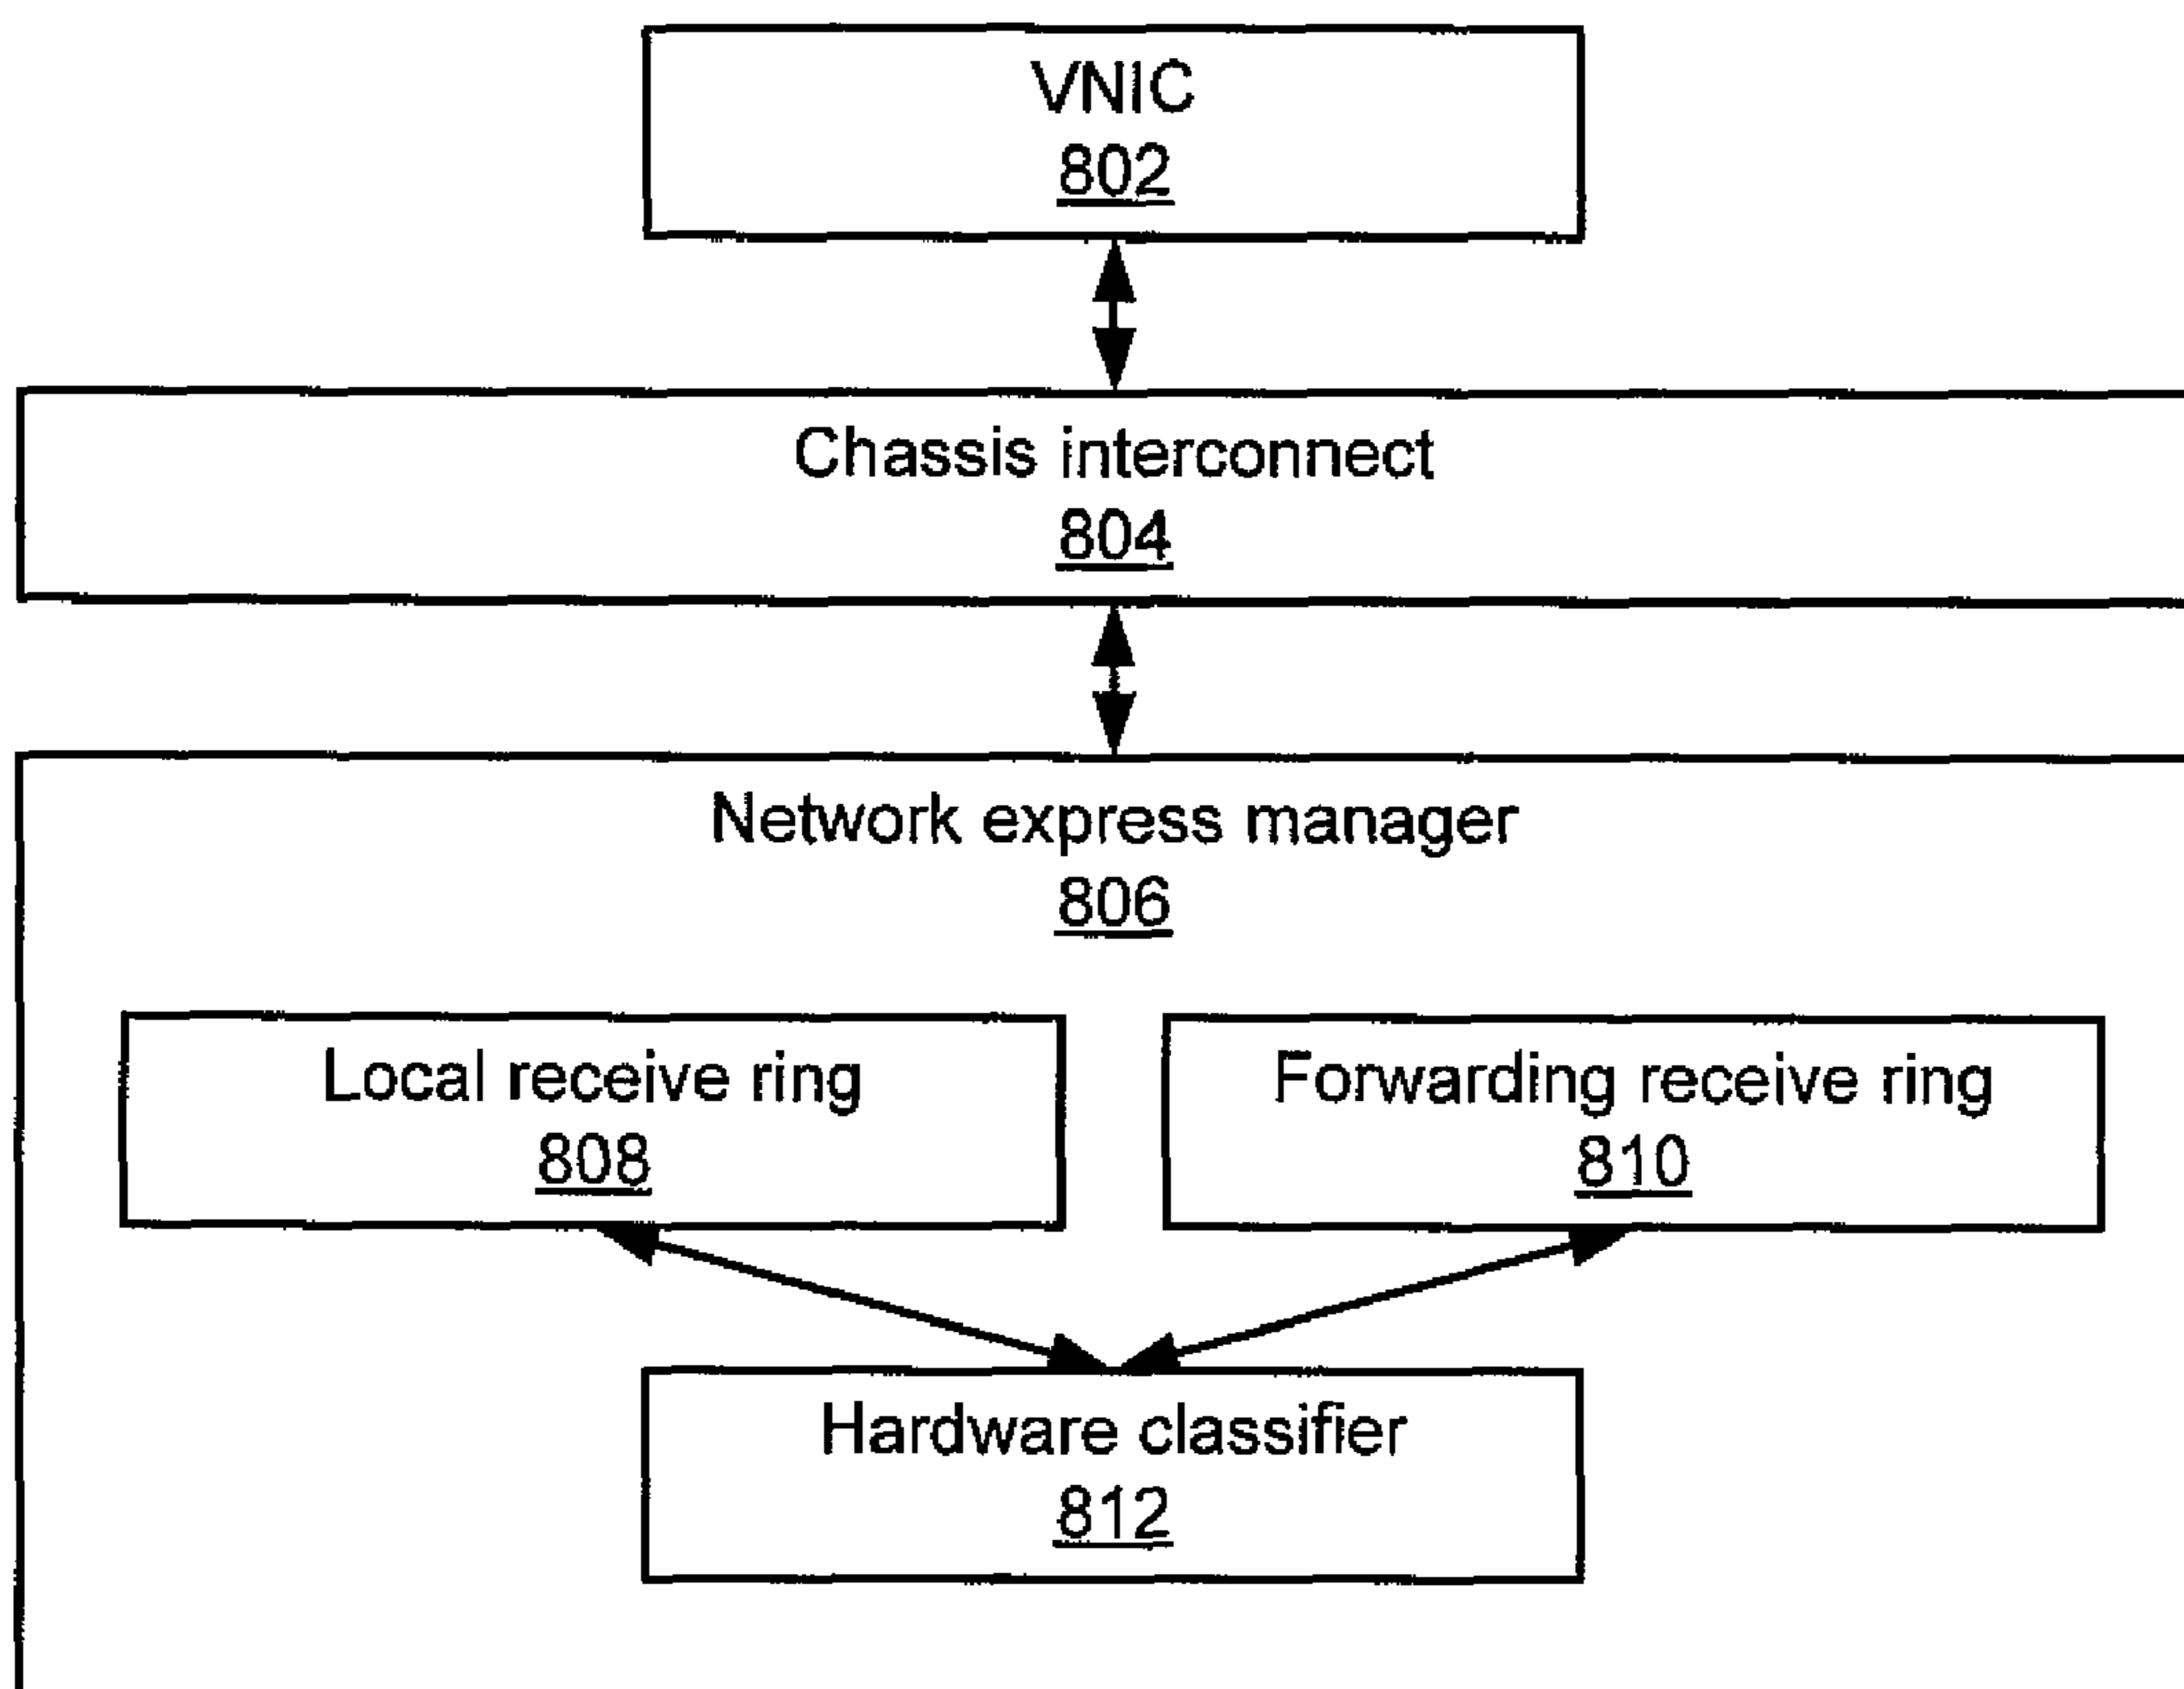 VNIC
802
Chassis interconnect
804
Network express manager
806
Local receive ring
808
Forwarding receive ring
810
Hardware classifier
812